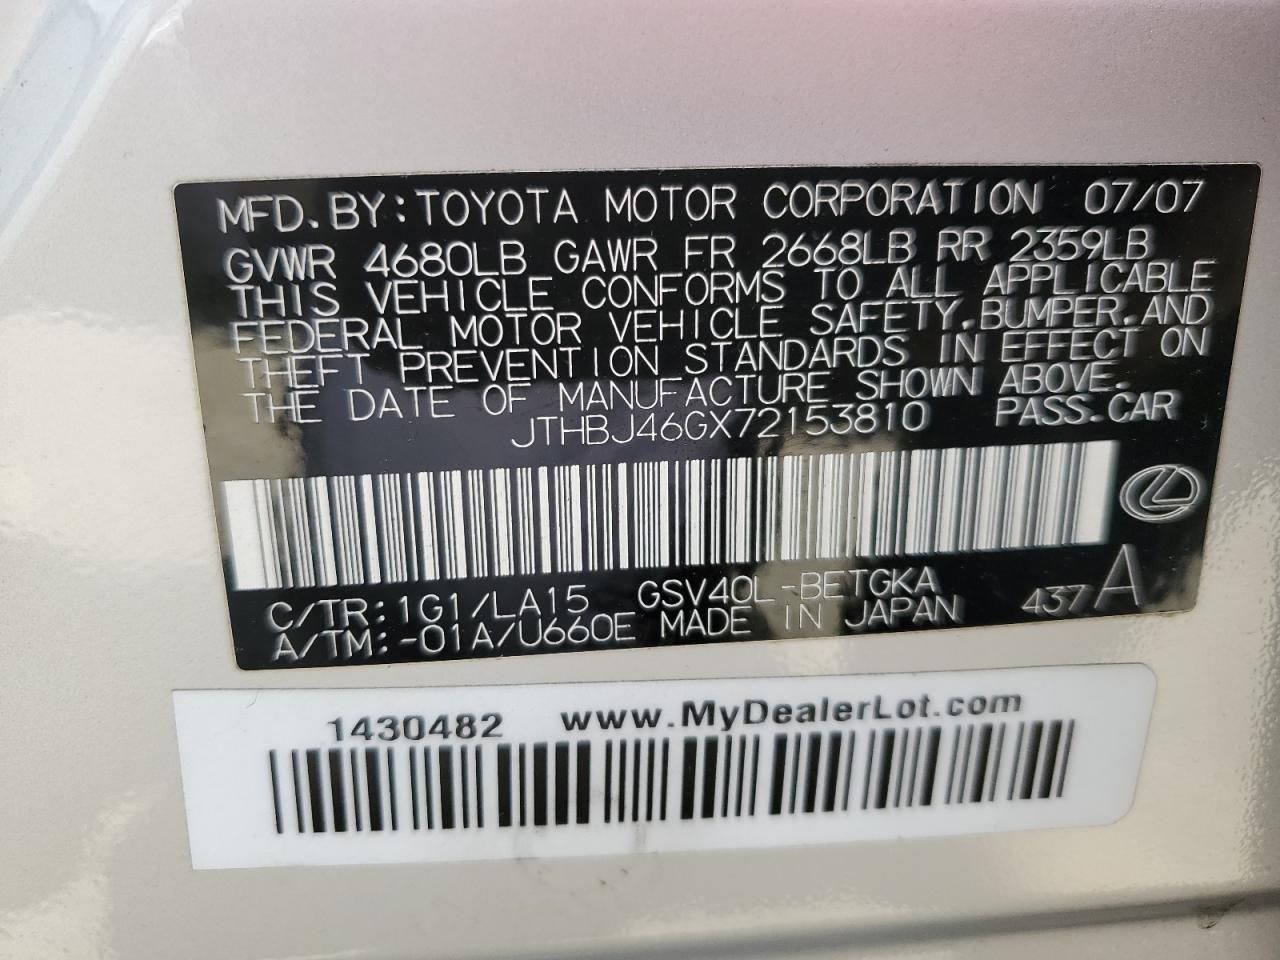 MFD. BY: TOYOTA MOTOR CORPORATION 07/07
GVWR 4680LB GAWR FR 2668LB RR 2359LB
THIS VEHICLE CONFORMS TO ALL APPLICABLE
FEDERAL MOTOR VEHICLE SAFETY, BUMPER, AND
THEFT PREVENTION STANDARDS IN EFFECT ON
THE DATE OF MANUFACTURE SHOWN ABOVE.
JTHBJ46GX72153810 PASS. CAR
C/TR: 1G1/LA15 GSV40L-BETGKA
A/TM: -01A/U660E MADE IN JAPAN 437 A
1430482 www.MyDealerLot.com